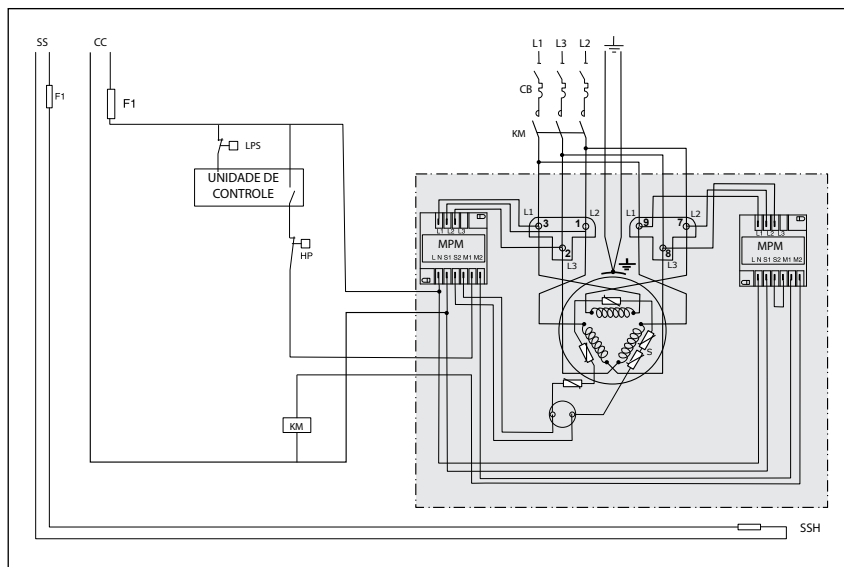 SS CC L1 L3 L2
F1 F1 CB
KM
LPS
UNIDADE DE
CONTROLE
HP
L1 L2 L1 L2
3 1 9 7
L1 L2 L3
MPM
L N S1 S2 M1 M2
L1 L2 L3
MPM
L N S1 S2 M1 M2
2 8
L3 L3
S
KM
SSH